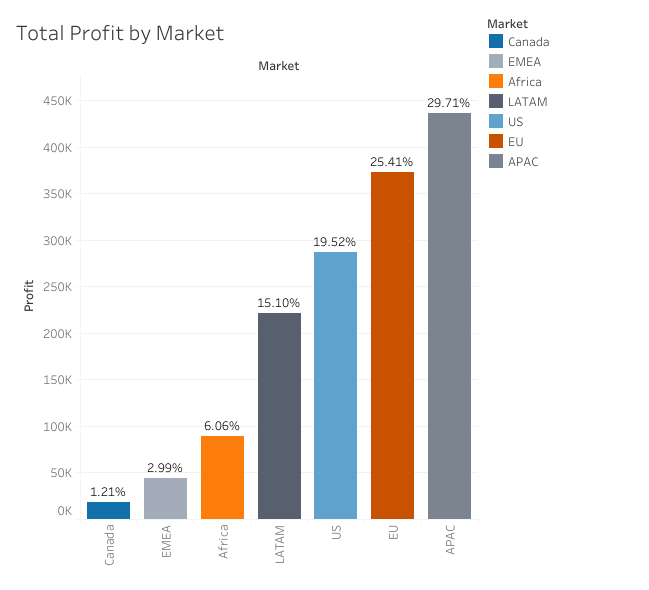 Total Profit by Market
Market
Canada
EMEA
Africa
LATAM
US
EU
APAC
Market
Profit
450K
400K
350K
300K
250K
200K
150K
100K
50K
0K
1.21%
2.99%
6.06%
15.10%
19.52%
25.41%
29.71%
Canada
EMEA
Africa
LATAM
US
EU
APAC